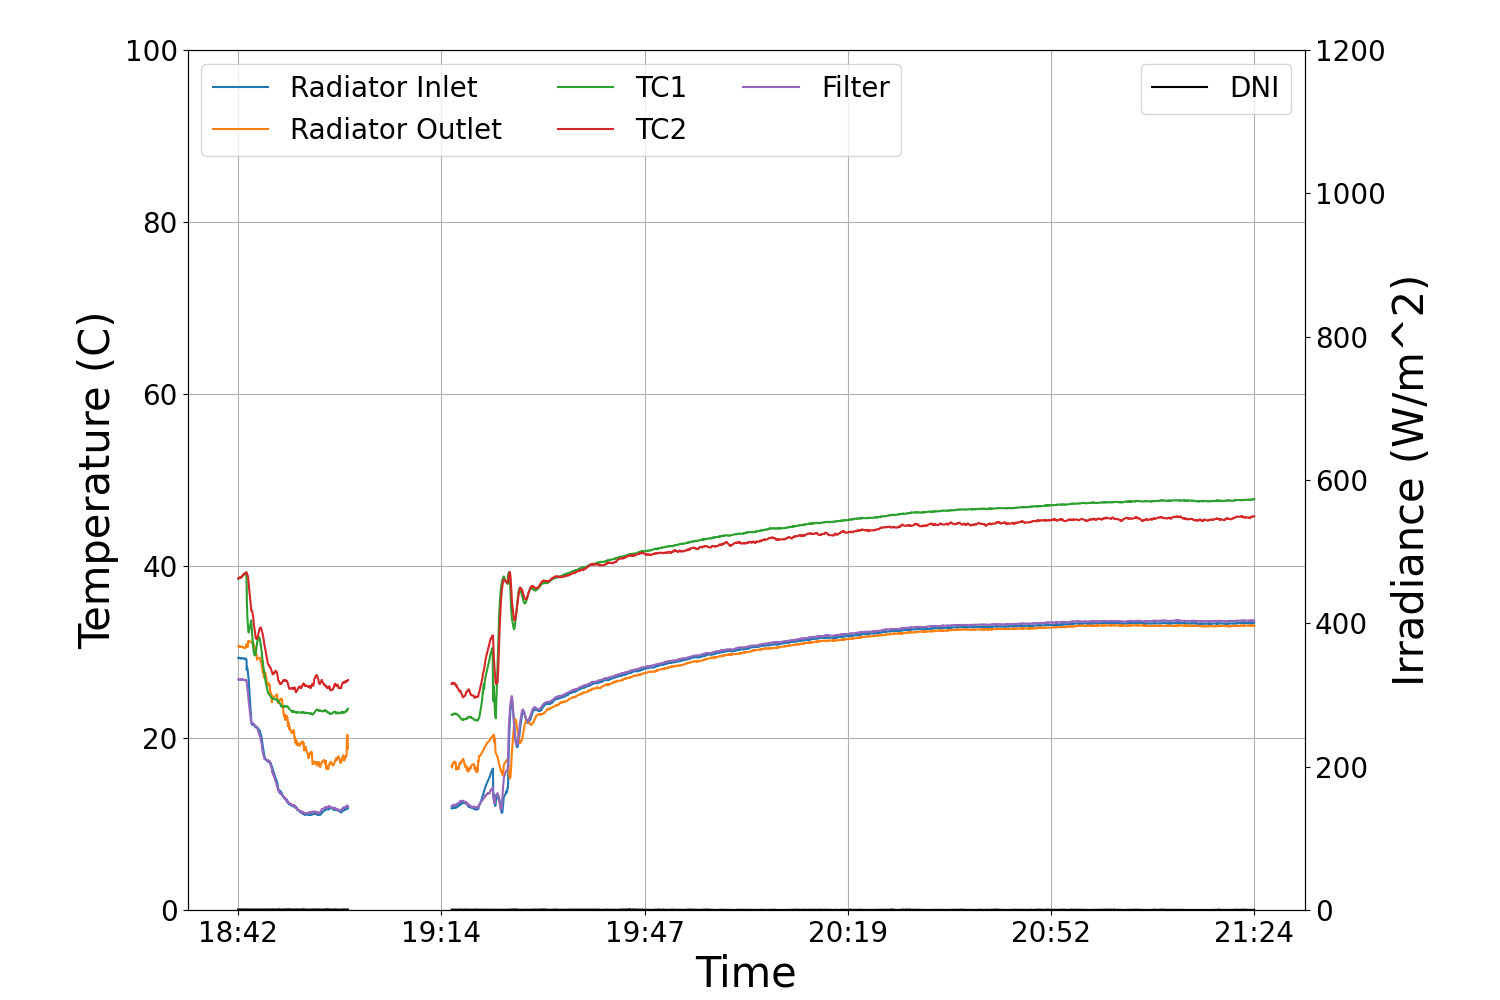 100
80
60
40
20
0
Temperature (C)
Radiator Inlet
Radiator Outlet
TC1
TC2
Filter
DNI
1200
1000
800
600
400
200
0
Irradiance (W/m^2)
18:42 19:14 19:47 20:19 20:52 21:24
Time